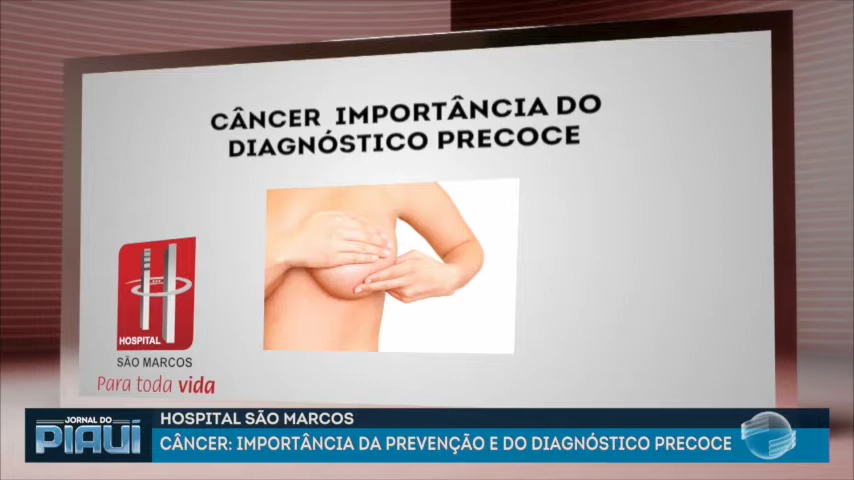 CÂNCER IMPORTÂNCIA DO
DIAGNÓSTICO PRECOCE
HOSPITAL
SÃO MARCOS
Para toda vida
JORNAL DO
PIAUÍ
HOSPITAL SÃO MARCOS
CÂNCER: IMPORTÂNCIA DA PREVENÇÃO E DO DIAGNÓSTICO PRECOCE